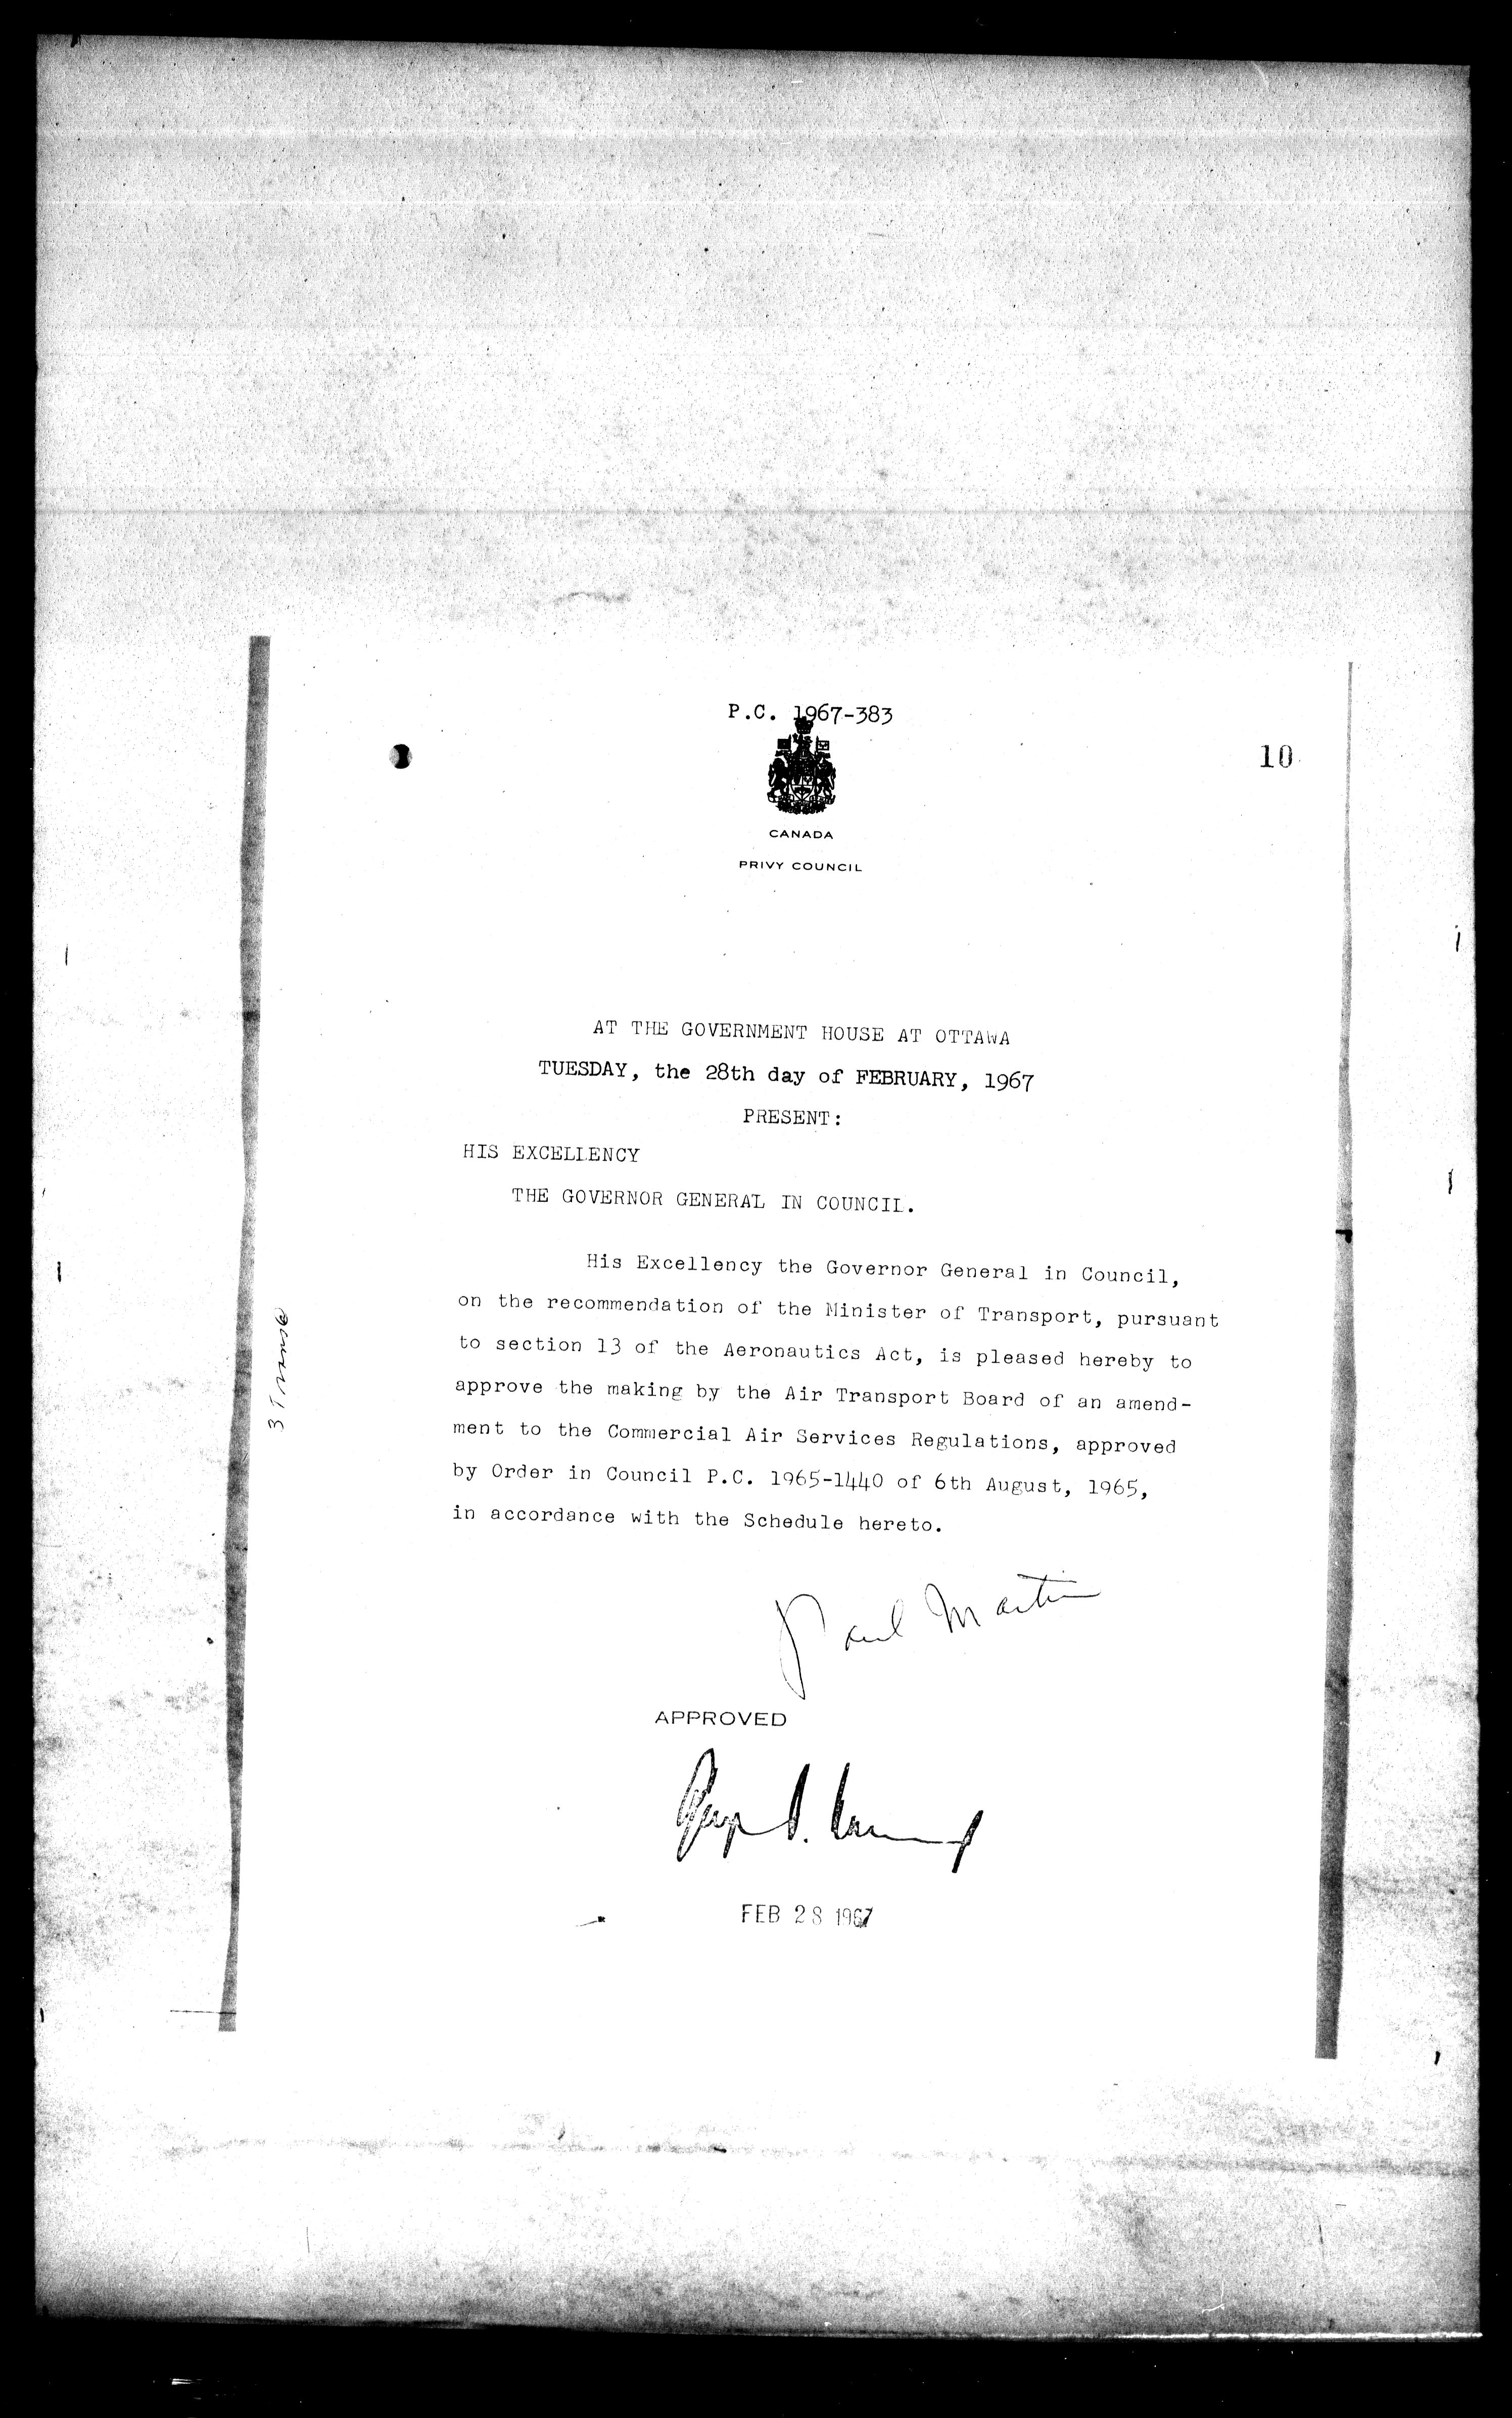 P.C. 1967-383
10
CANADA
PRIVY COUNCIL
AT THE GOVERNMENT HOUSE AT OTTAWA
TUESDAY, the 28th day of FEBRUARY, 1967
PRESENT:
HIS EXCELLENCY
THE GOVERNOR GENERAL IN COUNCIL.
His Excellency the Governor General in Council,
on the recommendation of the Minister of Transport, pursuant
to section 13 of the Aeronautics Act, is pleased hereby to
approve the making by the Air Transport Board of an amend-
ment to the Commercial Air Services Regulations, approved
by Order in Council P.C. 1965-1440 of 6th August, 1965,
in accordance with the Schedule hereto.
Paul Martin
APPROVED
FEB 28 1967